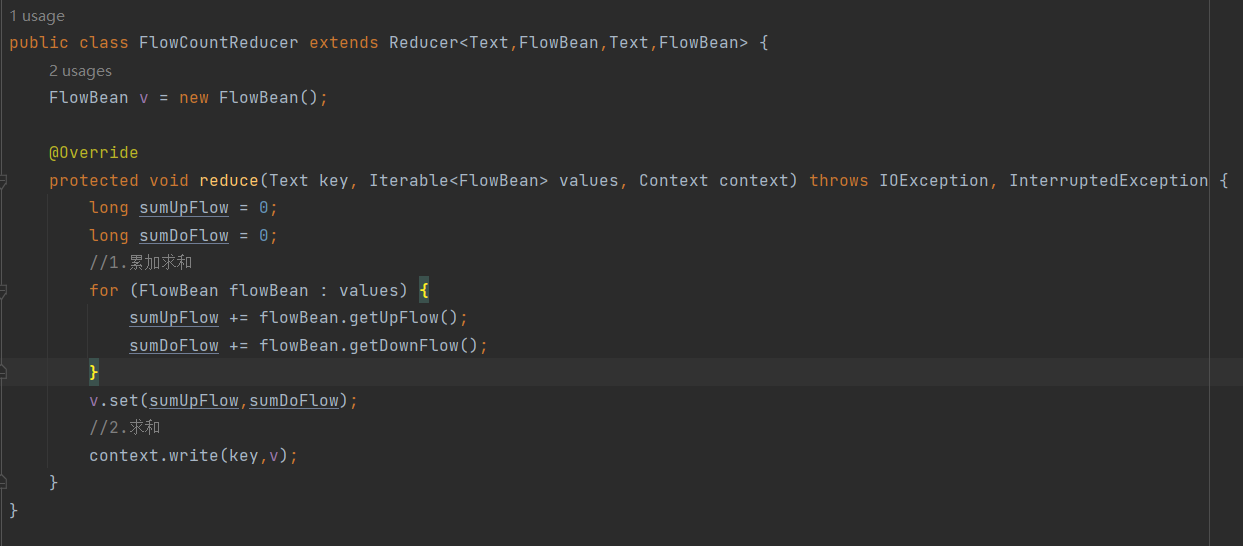 1 usage
public class FlowCountReducer extends Reducer<Text,FlowBean,Text,FlowBean> {
2 usages
FlowBean v = new FlowBean();
@Override
protected void reduce(Text key, Iterable<FlowBean> values, Context context) throws IOException, InterruptedException {
long sumUpFlow = 0;
long sumDoFlow = 0;
//1.累加求和
for (FlowBean flowBean : values) {
sumUpFlow += flowBean.getUpFlow();
sumDoFlow += flowBean.getDownFlow();
}
v.set(sumUpFlow,sumDoFlow);
//2.求和
context.write(key,v);
}
}